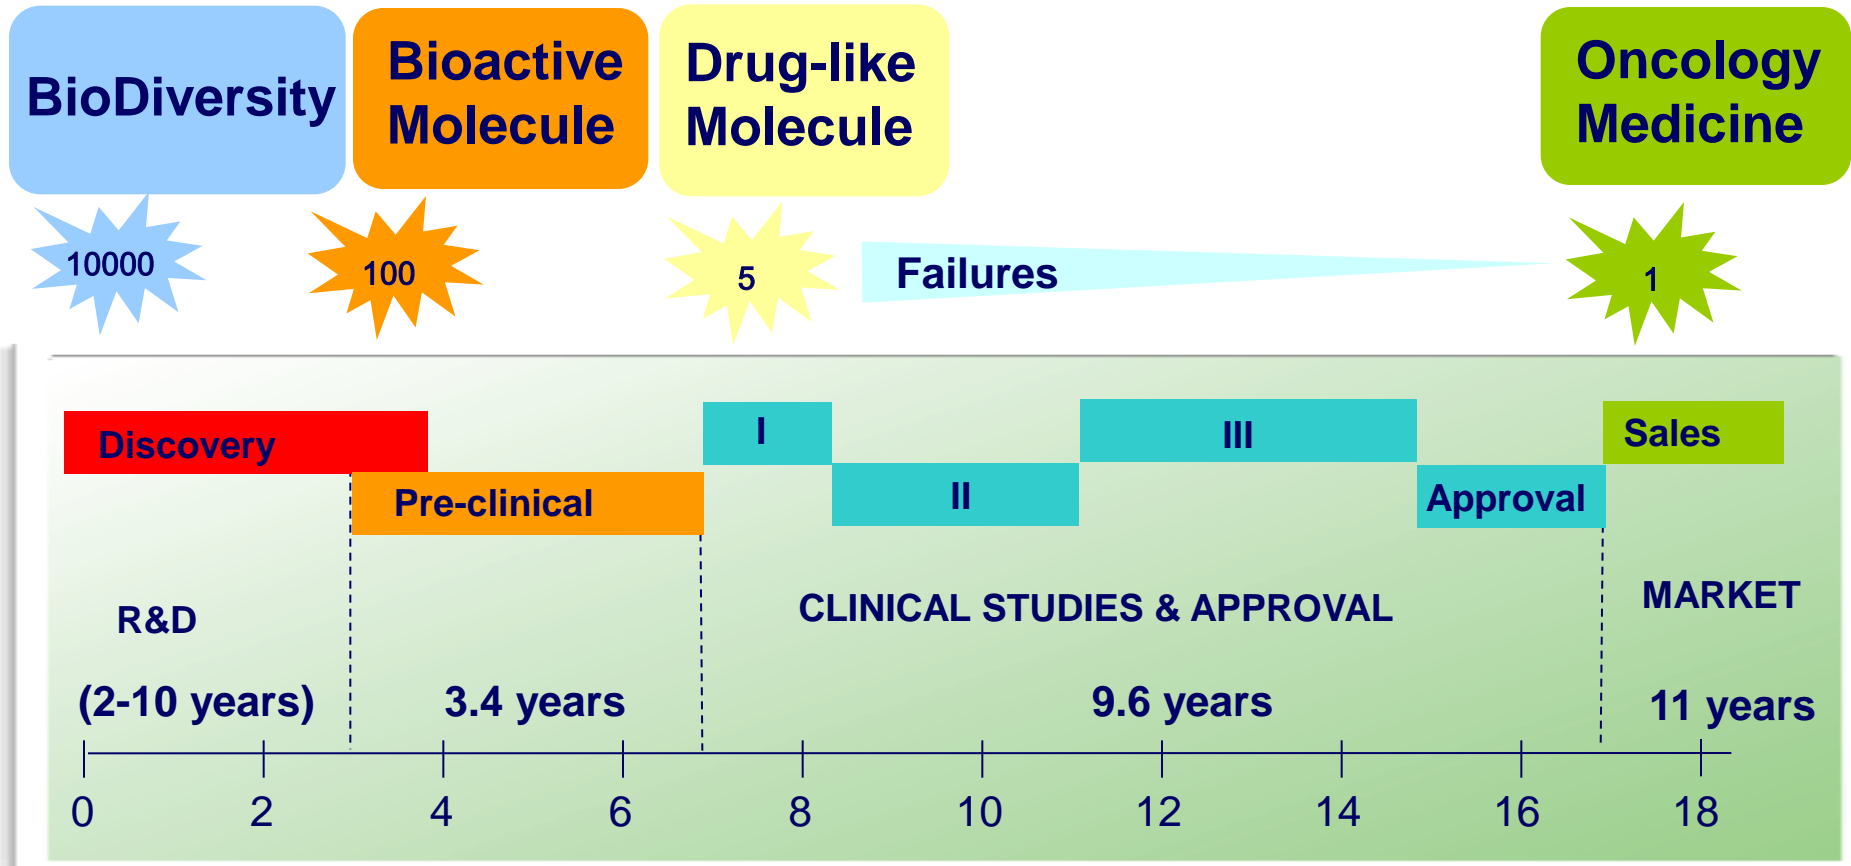 BioDiversity
Bioactive
Molecule
Drug-like
Molecule
Oncology
Medicine
10000
100
5
Failures
1
Discovery
Pre-clinical
I
II
III
Approval
Sales
R&D
CLINICAL STUDIES & APPROVAL
MARKET
(2-10 years)
3.4 years
9.6 years
11 years
0 2 4 6 8 10 12 14 16 18